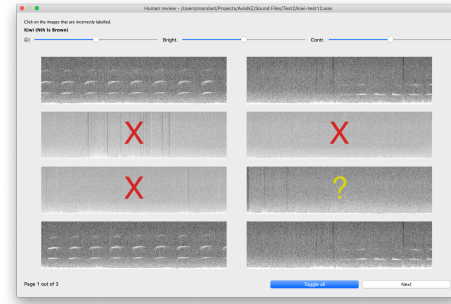 Human review - /Users/marslast/Projects/AviaNZ/Sound Files/Test2/kiwi-test12.wav
Click on the images that are incorrectly labelled.
Kiwi (Nth Is Brown)
Bright. Contr.
X X
X ?
Page 1 out of 2 Toggle all Next